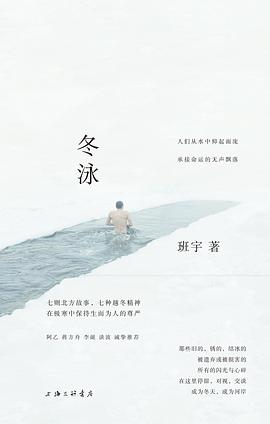 冬泳
人们从水中仰起面庞
承接命运的无声飘落
班宇 著
七则北方故事，七种越冬精神
在极寒中保持生而为人的尊严
阿乙 蒋方舟 李诞 谈波 诚挚推荐
那些旧的、锈的、结冰的
被遗弃或被损害的
所有的闪光与心碎
在这里停留，对视，交谈
成为冬天，成为河岸
上海三联书店